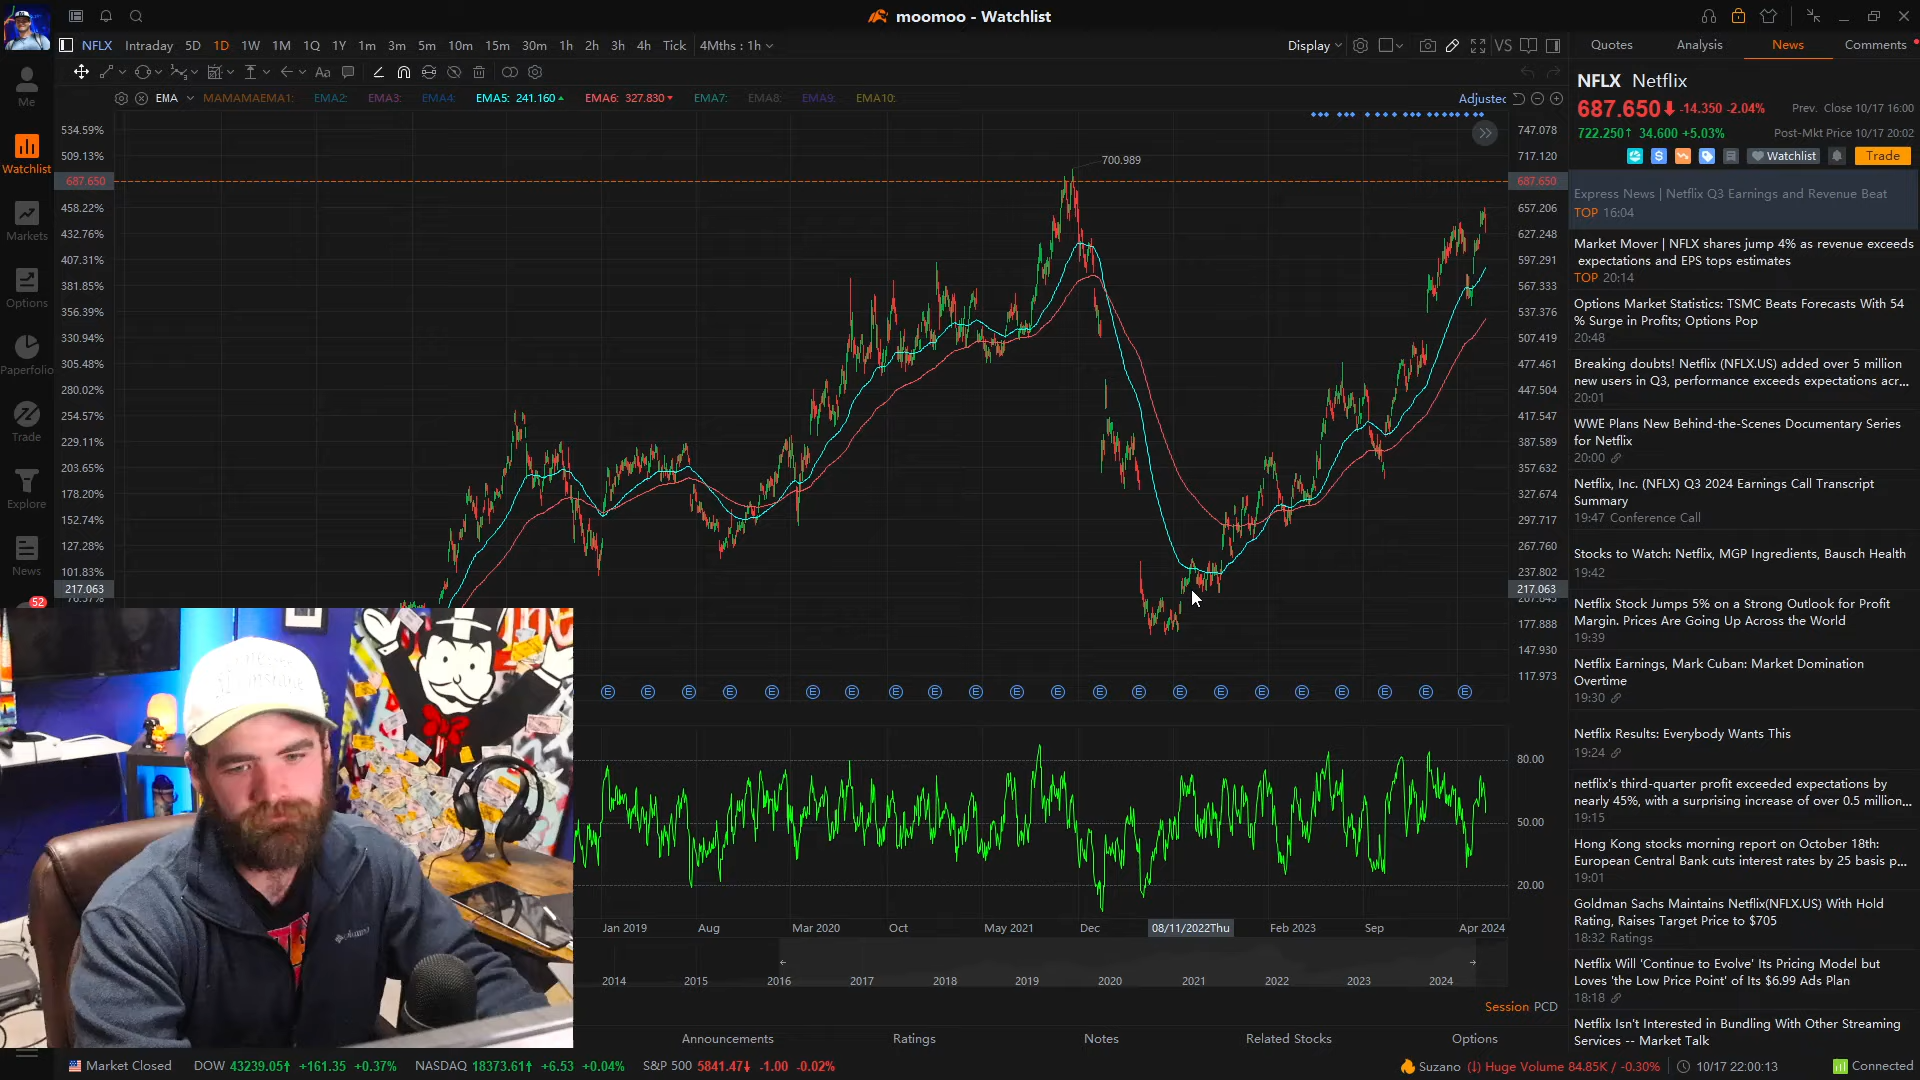 moomoo - Watchlist
NFLX Intraday 5D 1D 1W 1M 1Q 1Y 1m 3m 5m 10m 15m 30m 1h 2h 3h 4h Tick 4Mths : 1h
Display VS
Quotes Analysis News Comments
Aa
EMA MAMAMAEMA1: EMA2: EMA3: EMA4: EMA5: 241.160 EMA6: 327.830 EMA7: EMA8: EMA9: EMA10:
Adjusted
Me
Watchlist
Markets
Options
Paperfolio
Trade
Explore
News
52
534.59%
509.13%
687.650
458.22%
432.76%
407.31%
381.85%
356.39%
330.94%
305.48%
280.02%
254.57%
229.11%
203.65%
178.20%
152.74%
127.28%
101.83%
217.063
700.989
747.078
717.120
687.650
657.206
627.248
597.291
567.333
537.376
507.419
477.461
447.504
417.547
387.589
357.632
327.674
297.717
267.760
237.802
217.063
177.888
147.930
117.973
E E E E E E E E E E E E E E E E E E E E E E
80.00
50.00
20.00
Jan 2019 Aug Mar 2020 Oct May 2021 Dec 08/11/2022Thu Feb 2023 Sep Apr 2024
2014 2015 2016 2017 2018 2019 2020 2021 2022 2023 2024
Session PCD
Announcements Ratings Notes Related Stocks Options
NFLX Netflix
687.650 -14.350 -2.04% Prev. Close 10/17 16:00
722.250↑ 34.600 +5.03% Post-Mkt Price 10/17 20:02
Watchlist Trade
Express News | Netflix Q3 Earnings and Revenue Beat
TOP 16:04
Market Mover | NFLX shares jump 4% as revenue exceeds
expectations and EPS tops estimates
TOP 20:14
Options Market Statistics: TSMC Beats Forecasts With 54
% Surge in Profits; Options Pop
20:48
Breaking doubts! Netflix (NFLX.US) added over 5 million
new users in Q3, performance exceeds expectations acr...
20:01
WWE Plans New Behind-the-Scenes Documentary Series
for Netflix
20:00
Netflix, Inc. (NFLX) Q3 2024 Earnings Call Transcript
Summary
19:47 Conference Call
Stocks to Watch: Netflix, MGP Ingredients, Bausch Health
19:42
Netflix Stock Jumps 5% on a Strong Outlook for Profit
Margin. Prices Are Going Up Across the World
19:39
Netflix Earnings, Mark Cuban: Market Domination
Overtime
19:30
Netflix Results: Everybody Wants This
19:24
netflix's third-quarter profit exceeded expectations by
nearly 45%, with a surprising increase of over 0.5 million...
19:15
Hong Kong stocks morning report on October 18th:
European Central Bank cuts interest rates by 25 basis p...
19:01
Goldman Sachs Maintains Netflix(NFLX.US) With Hold
Rating, Raises Target Price to $705
18:32 Ratings
Netflix Will 'Continue to Evolve' Its Pricing Model but
Loves 'the Low Price Point' of Its $6.99 Ads Plan
18:18
Netflix Isn't Interested in Bundling With Other Streaming
Services -- Market Talk
Columbia
Market Closed DOW 43239.05↑ +161.35 +0.37% NASDAQ 18373.61↑ +6.53 +0.04% S&P 500 5841.47↓ -1.00 -0.02%
Suzano (↓) Huge Volume 84.85K / -0.30% 10/17 22:00:13 Connected